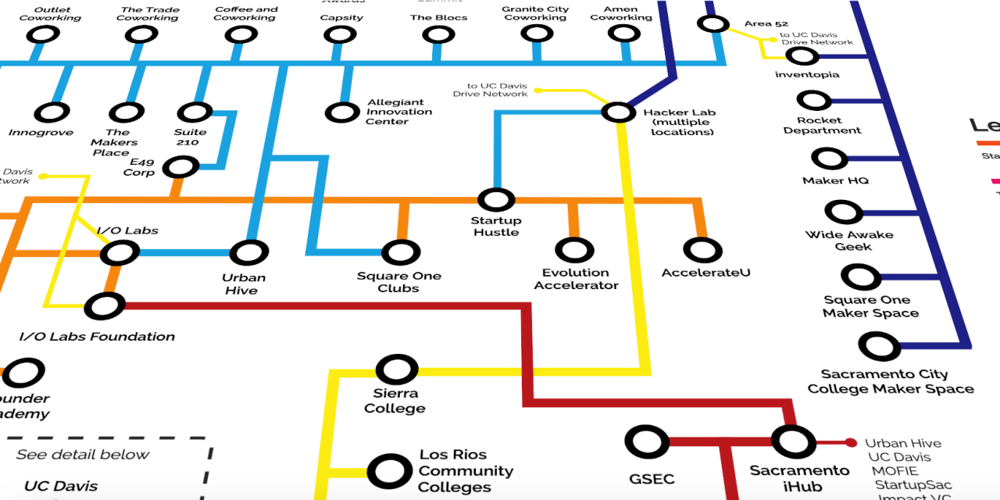 Outlet
Coworking
The Trade
Coworking
Coffee and
Coworking
Capsity
The Blocs
Granite City
Coworking
Amen
Coworking
Area 52
to UC Davis
Drive Network
inventopia
to UC Davis
Drive Network
Innogrove
The
Makers
Place
Suite
210
Allegiant
Innovation
Center
Hacker Lab
(multiple
locations)
Rocket
Department
E49
Corp
Davis
Maker HQ
I/O Labs
Startup
Hustle
Wide Awake
Geek
Urban
Hive
Square One
Clubs
Evolution
Accelerator
AccelerateU
Square One
Maker Space
I/O Labs Foundation
Sacramento City
College Maker Space
Sierra
College
See detail below
UC Davis
Los Rios
Community
Colleges
GSEC
Sacramento
iHub
Urban Hive
UC Davis
MOFIE
StartupSac
Impact VC